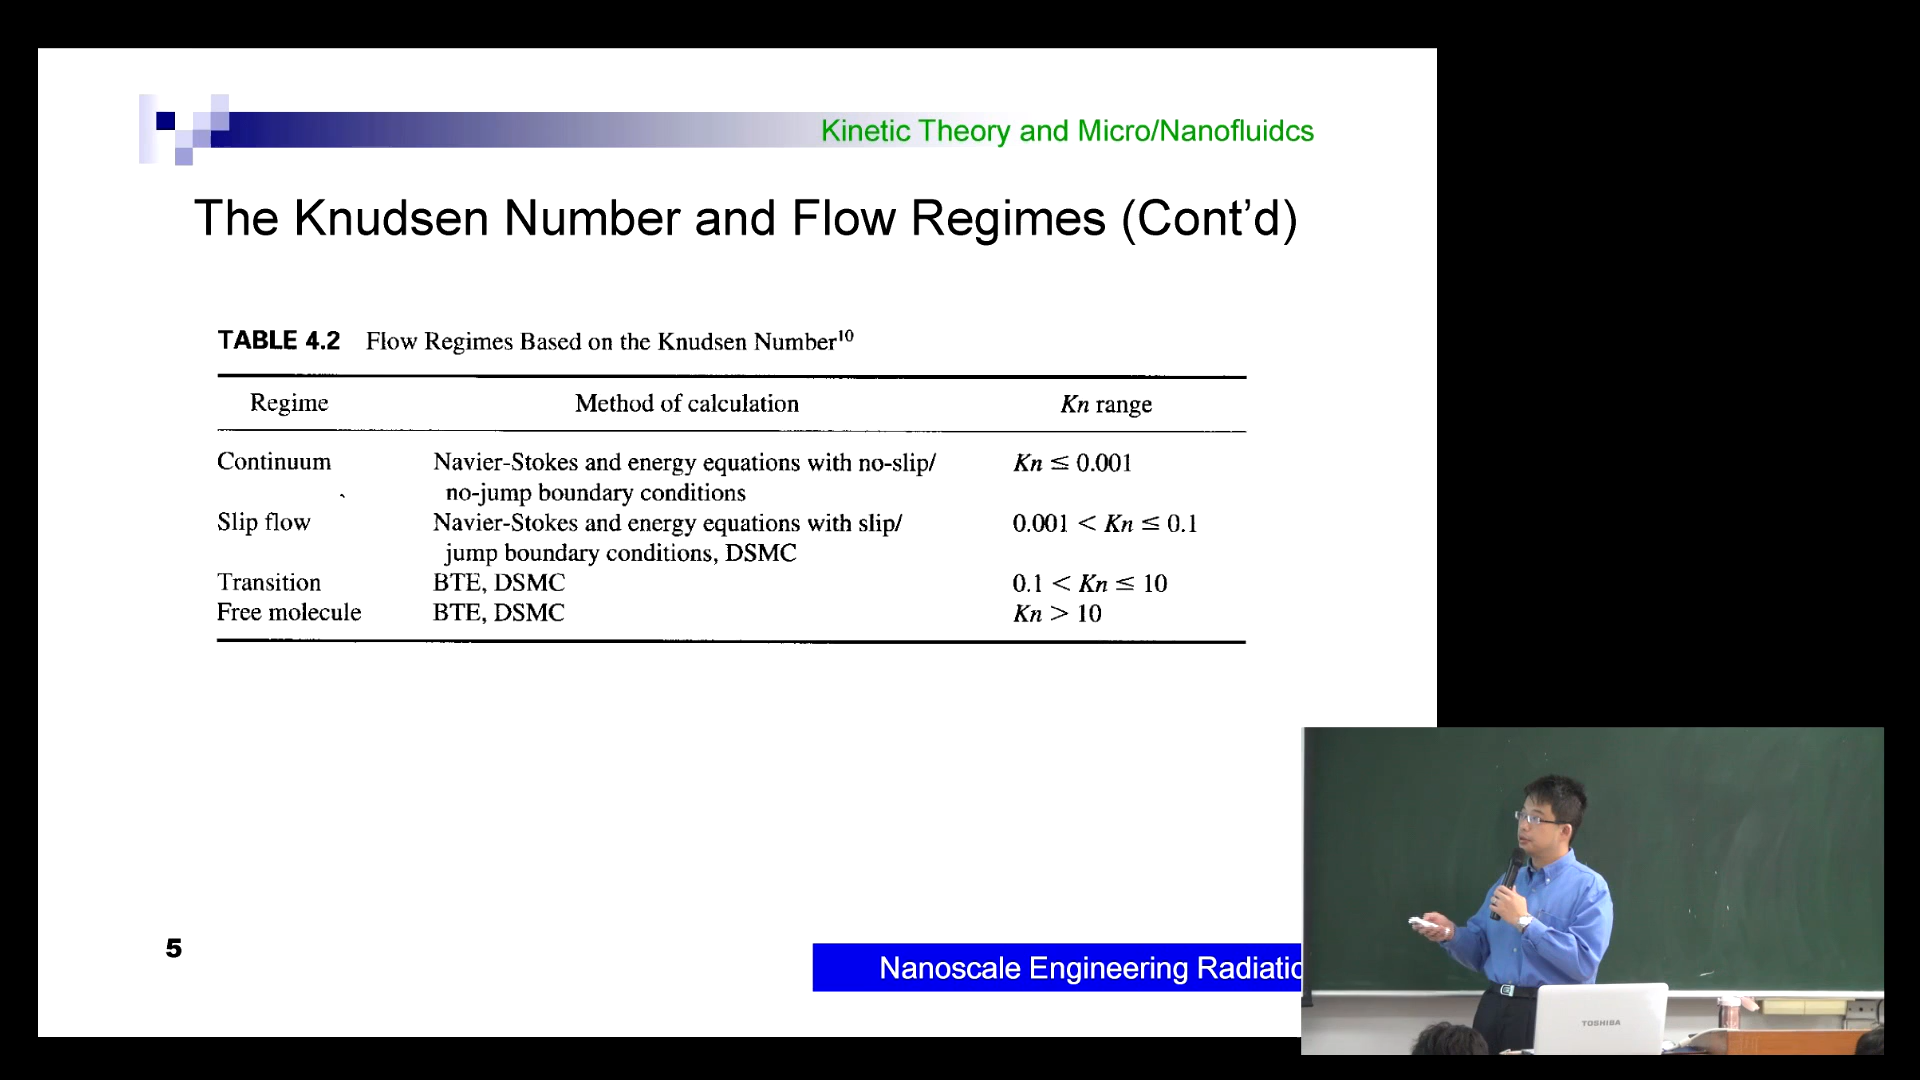 Kinetic Theory and Micro/Nanofluidcs
The Knudsen Number and Flow Regimes (Cont’d)
TABLE 4.2 Flow Regimes Based on the Knudsen Number10
Regime Method of calculation Kn range
Continuum Navier-Stokes and energy equations with no-slip/ Kn ≤ 0.001
no-jump boundary conditions
Slip flow Navier-Stokes and energy equations with slip/ 0.001 < Kn ≤ 0.1
jump boundary conditions, DSMC
Transition BTE, DSMC 0.1 < Kn ≤ 10
Free molecule BTE, DSMC Kn > 10
5
Nanoscale Engineering Radiatio
TOSHIBA